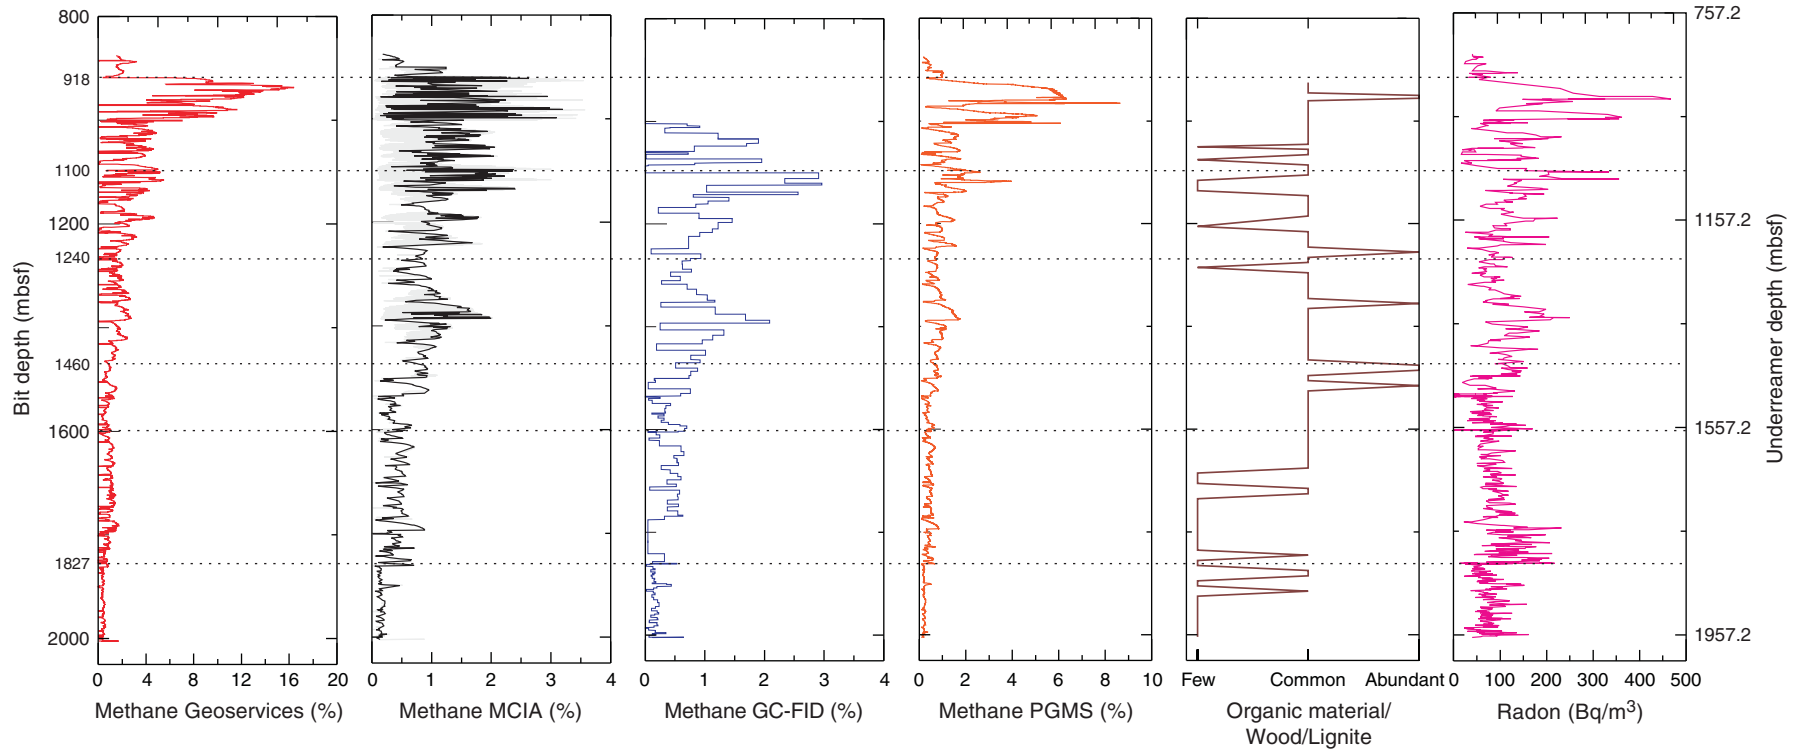 800
918
1100
1200
1240
1460
1600
1827
2000
Bit depth (mbsf)
0 4 8 12 16 20
Methane Geoservices (%)
0 1 2 3 4
Methane MCIA (%)
0 1 2 3 4
Methane GC-FID (%)
0 2 4 6 8 10
Methane PGMS (%)
Few Common Abundant
Organic material/
Wood/Lignite
0 100 200 300 400 500
Radon (Bq/m³)
757.2
1157.2
1557.2
1957.2
Underreamer depth (mbsf)